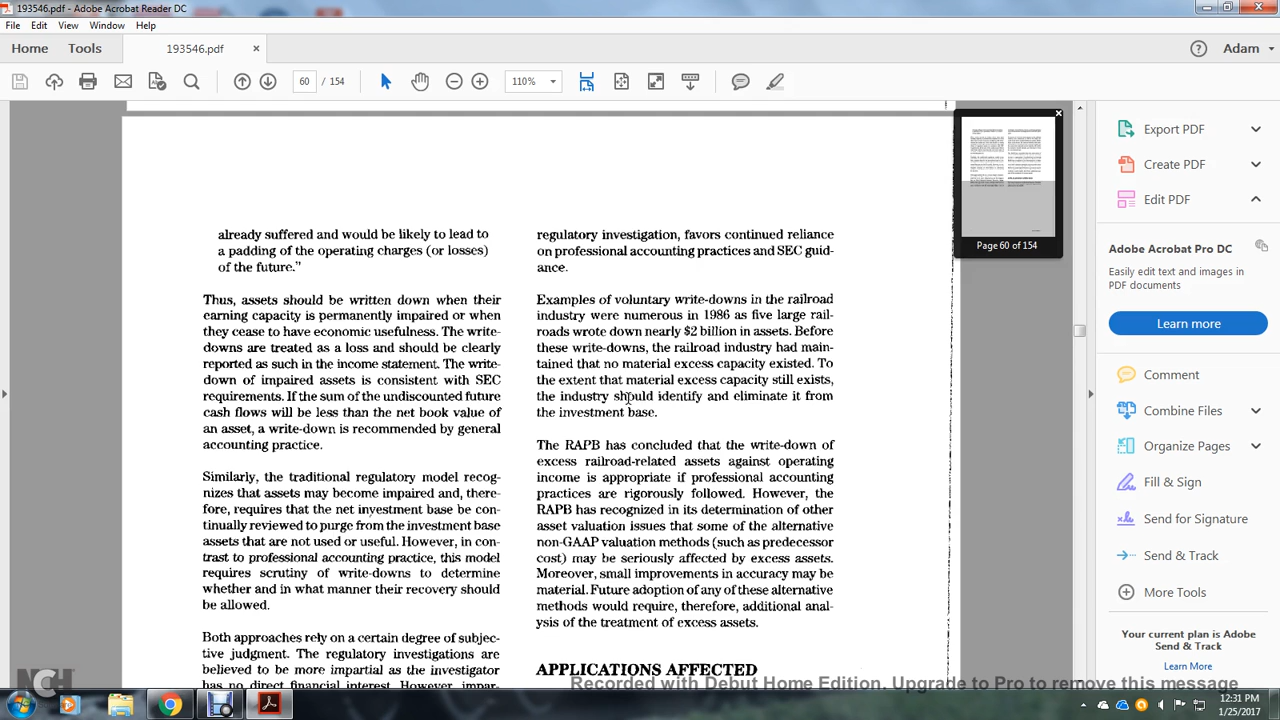 193546.pdf - Adobe Acrobat Reader DC
File Edit View Window Help
Home Tools 193546.pdf × Adam
60 / 154 110%
already suffered and would be likely to lead to
a padding of the operating charges (or losses)
of the future."
Thus, assets should be written down when their
earning capacity is permanently impaired or when
they cease to have economic usefulness. The write-
downs are treated as a loss and should be clearly
reported as such in the income statement. The write-
down of impaired assets is consistent with SEC
requirements. If the sum of the undiscounted future
cash flows will be less than the net book value of
an asset, a write-down is recommended by general
accounting practice.
Similarly, the traditional regulatory model recog-
nizes that assets may become impaired and, there-
fore, requires that the net investment base be con-
tinually reviewed to purge from the investment base
assets that are not used or useful. However, in con-
trast to professional accounting practice, this model
requires scrutiny of write-downs to determine
whether and in what manner their recovery should
be allowed.
Both approaches rely on a certain degree of subjec-
tive judgment. The regulatory investigations are
believed to be more impartial as the investigator
has no direct financial interest. However, impar-
regulatory investigation, favors continued reliance
on professional accounting practices and SEC guid-
ance.
Examples of voluntary write-downs in the railroad
industry were numerous in 1986 as five large rail-
roads wrote down nearly $2 billion in assets. Before
these write-downs, the railroad industry had main-
tained that no material excess capacity existed. To
the extent that material excess capacity still exists,
the industry should identify and eliminate it from
the investment base.
The RAPB has concluded that the write-down of
excess railroad-related assets against operating
income is appropriate if professional accounting
practices are rigorously followed. However, the
RAPB has recognized in its determination of other
asset valuation issues that some of the alternative
non-GAAP valuation methods (such as predecessor
cost) may be seriously affected by excess assets.
Moreover, small improvements in accuracy may be
material. Future adoption of any of these alternative
methods would require, therefore, additional anal-
ysis of the treatment of excess assets.
APPLICATIONS AFFECTED
Page 60 of 154
Export PDF
Create PDF
Edit PDF
Adobe Acrobat Pro DC
Easily edit text and images in
PDF documents
Learn more
Comment
Combine Files
Organize Pages
Fill & Sign
Send for Signature
Send & Track
More Tools
Your current plan is Adobe
Send & Track
Learn More
NCH
Recorded with Debut Home Edition. Upgrade to Pro to remove this message
12:31 PM
1/25/2017